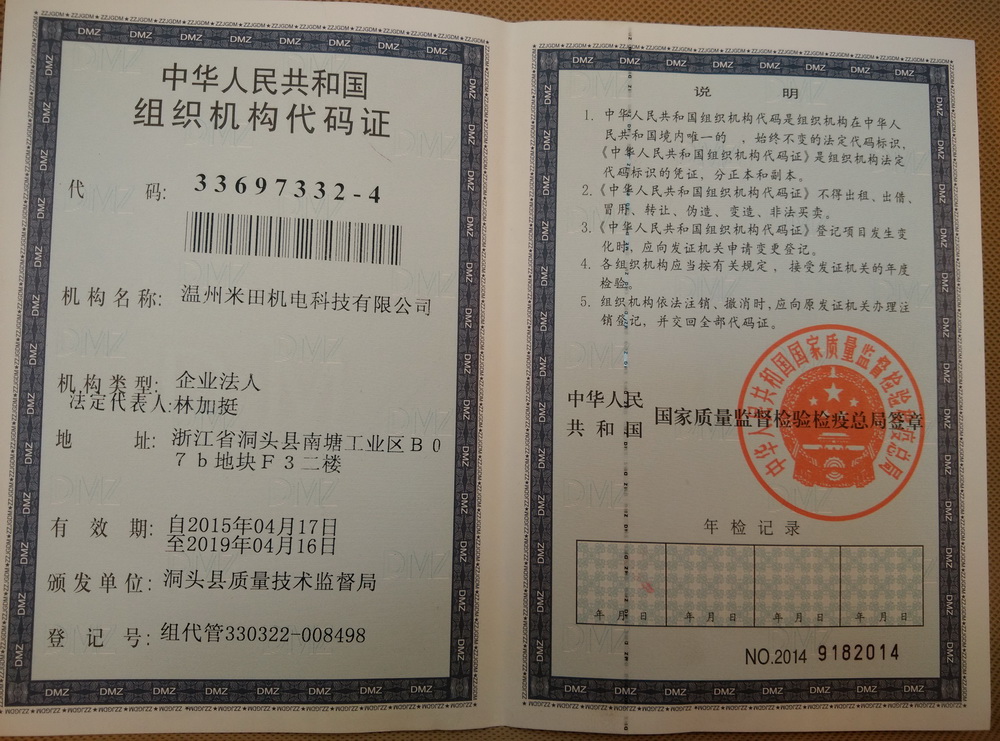 中华人民共和国
组织机构代码证
代 码: 33697332-4
机构名称: 温州米田机电科技有限公司
机构类型: 企业法人
法定代表人:林加挺
地 址: 浙江省洞头县南塘工业区B0
7b地块F3二楼
有 效 期: 自2015年04月17日
至2019年04月16日
颁发单位: 洞头县质量技术监督局
登 记 号: 组代管330322-008498
说 明
1. 中华人民共和国组织机构代码是组织机构在中华人
民共和国境内唯一的 、始终不变的法定代码标识,
《中华人民共和国组织机构代码证》是组织机构法定
代码标识的凭证,分正本和副本。
2.《中华人民共和国组织机构代码证》不得出租、出借、
冒用、转让、伪造、变造、非法买卖。
3.《中华人民共和国组织机构代码证》登记项目发生变
化时,应向发证机关申请变更登记。
4. 各组织机构应当按有关规定 ,接受发证机关的年度
检验。
5. 组织机构依法注销、撤消时,应向原发证机关办理注
销登记,并交回全部代码证。
中华人民
共和国 国家质量监督检验检疫总局签章
中华人民共和国国家质量监督检验检疫总局
年检记录
年 月 日 年 月 日 年 月 日 年 月 日
NO.2014 9182014